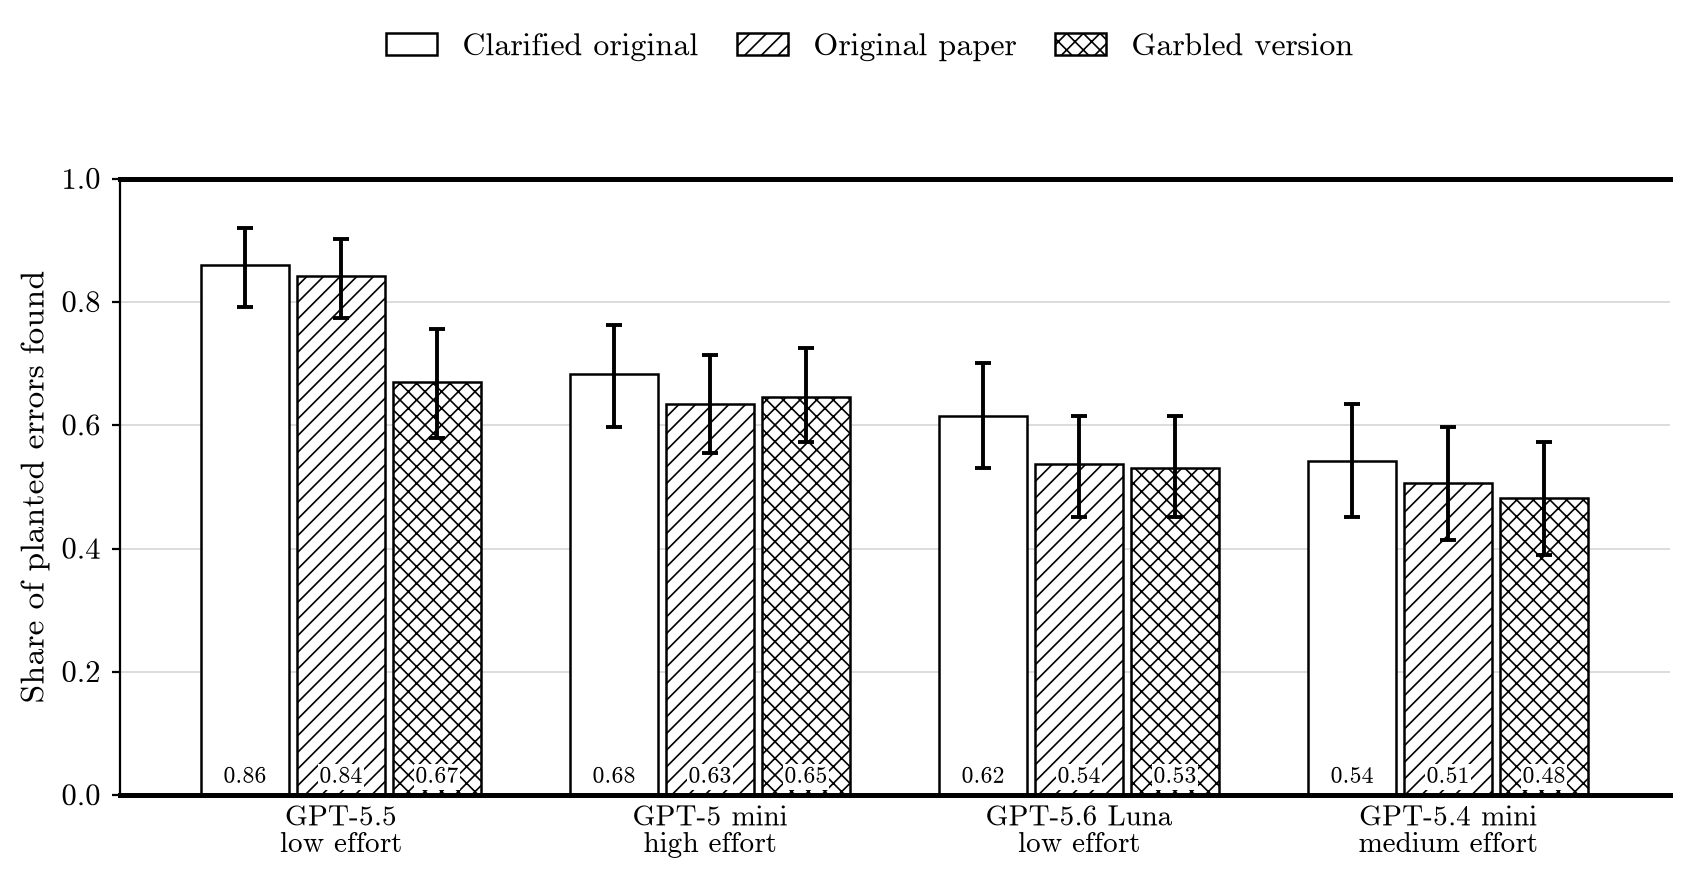 Clarified original Original paper Garbled version
Share of planted errors found
1.0
0.8
0.6
0.4
0.2
0.0
0.86 0.84 0.67 0.68 0.63 0.65 0.62 0.54 0.53 0.54 0.51 0.48
GPT-5.5 GPT-5 mini GPT-5.6 Luna GPT-5.4 mini
low effort high effort low effort medium effort